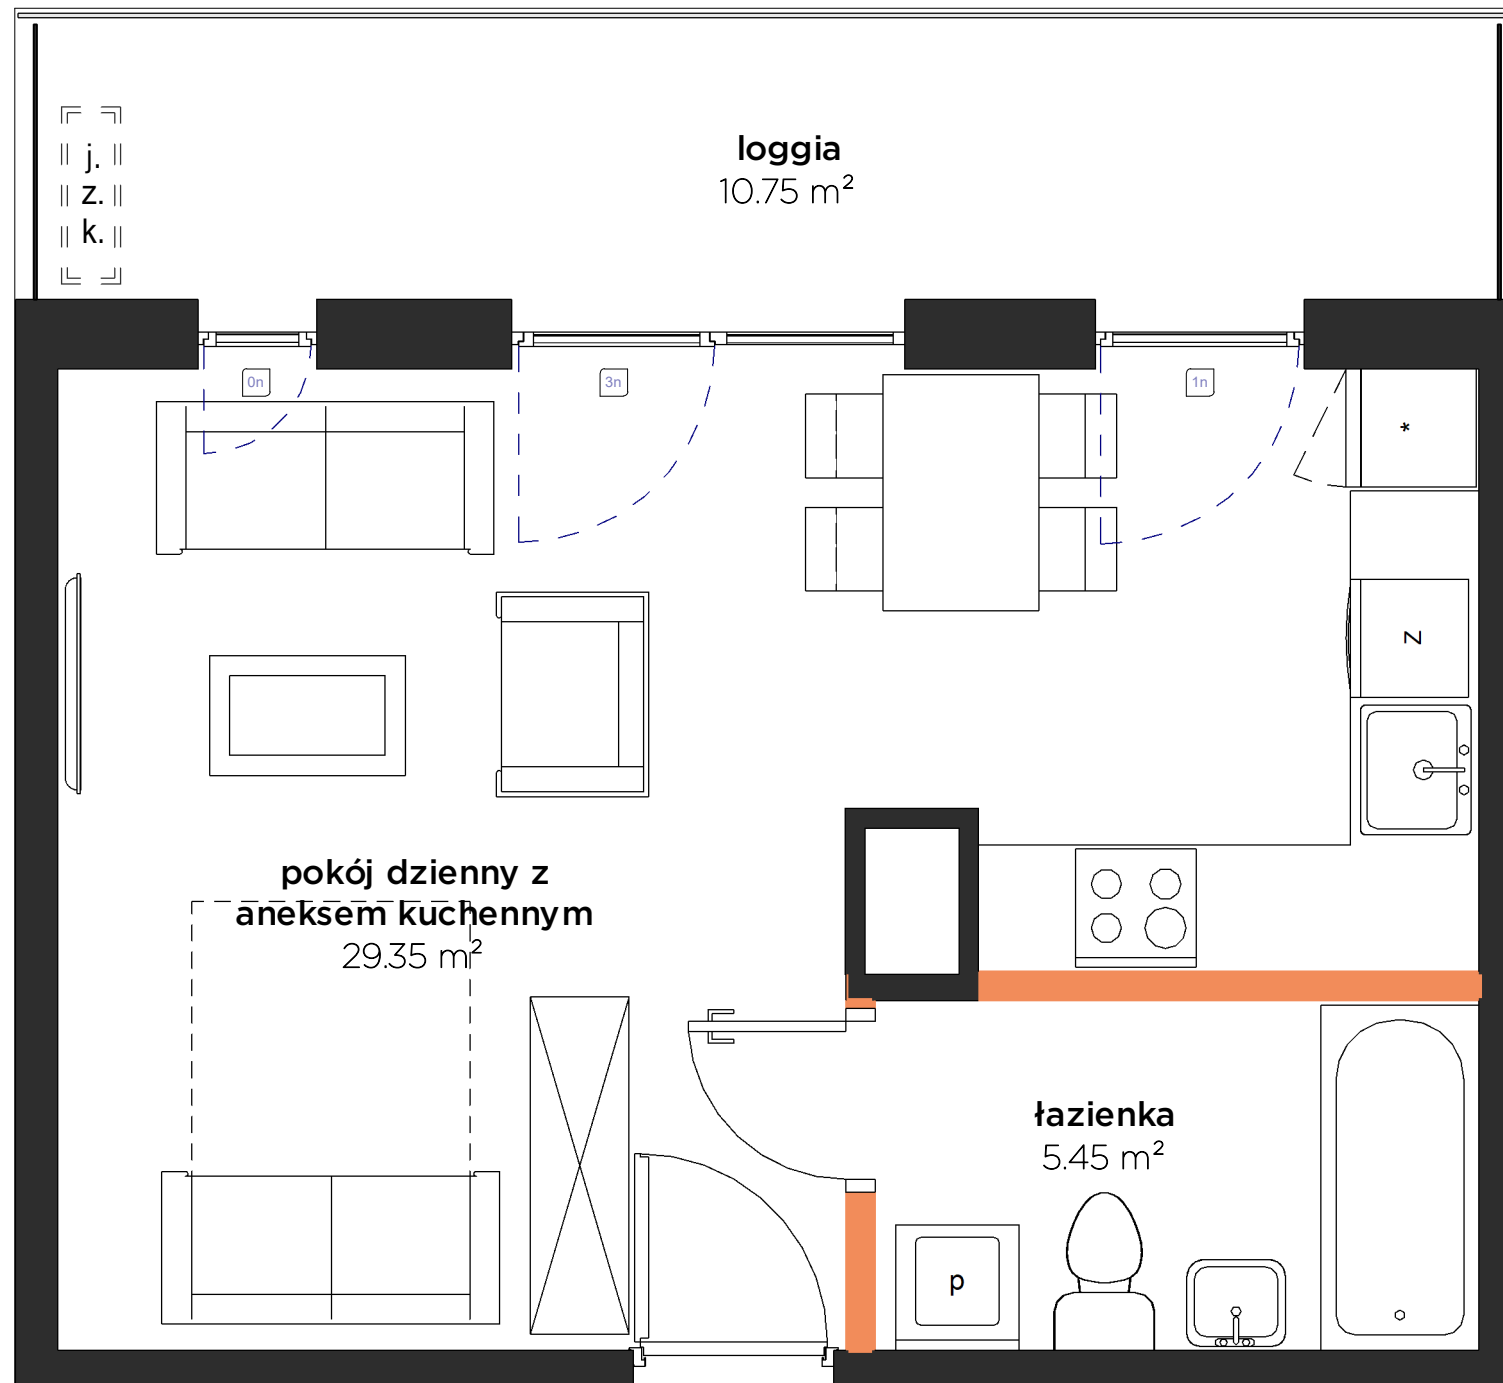 loggia
10.75 m²
j.
z.
k.
0n
3n
1n
*
Z
pokój dzienny z
aneksem kuchennym
29.35 m²
łazienka
5.45 m²
p